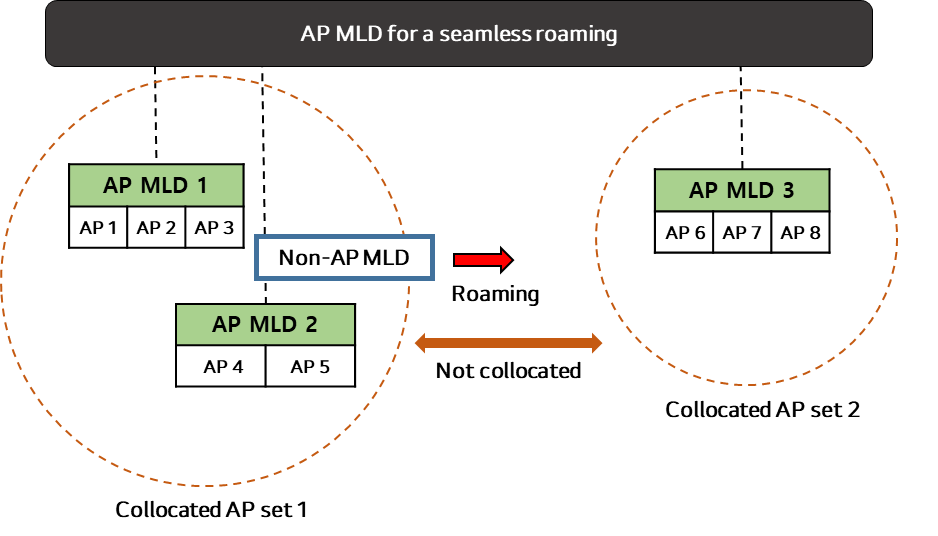 AP MLD for a seamless roaming
AP MLD 1
AP 1 AP 2 AP 3
AP MLD 3
AP 6 AP 7 AP 8
Non-AP MLD
Roaming
AP MLD 2
AP 4 AP 5
Not collocated
Collocated AP set 2
Collocated AP set 1